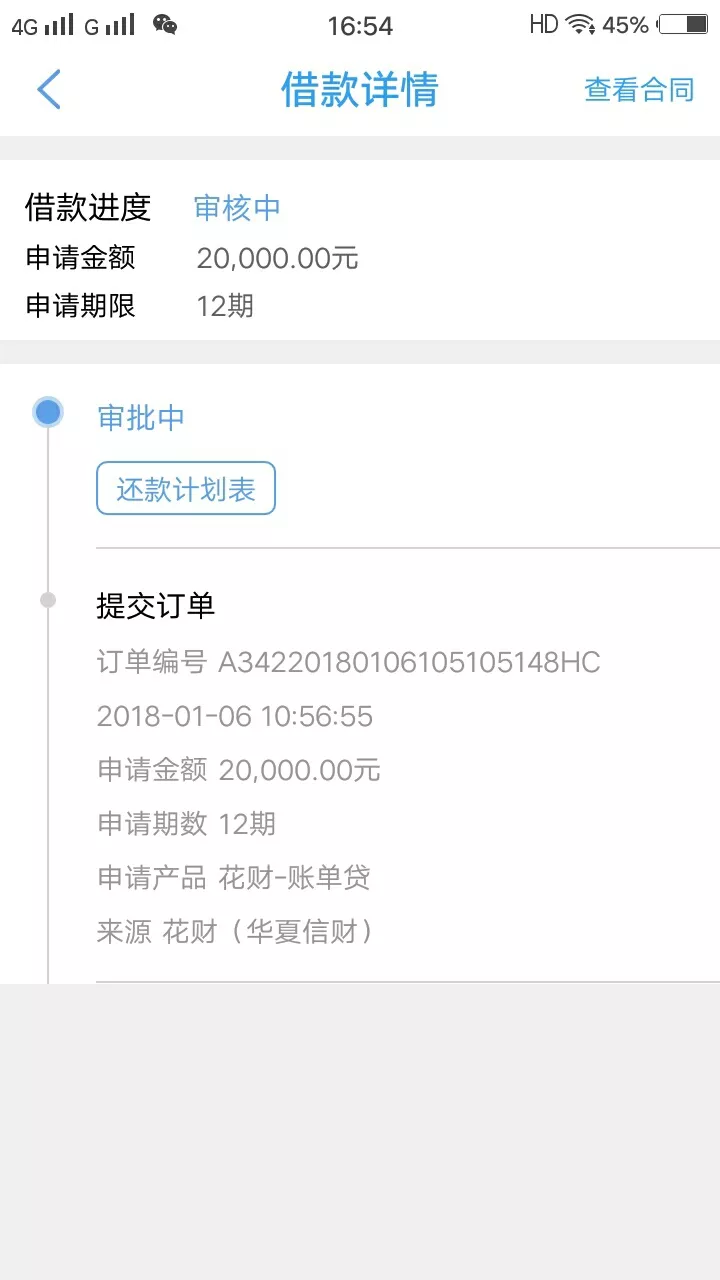 4G G 16:54 HD 45%
借款详情 查看合同
借款进度 审核中
申请金额 20,000.00元
申请期限 12期
审批中
还款计划表
提交订单
订单编号 A34220180106105105148HC
2018-01-06 10:56:55
申请金额 20,000.00元
申请期数 12期
申请产品 花财-账单贷
来源 花财（华夏信财）